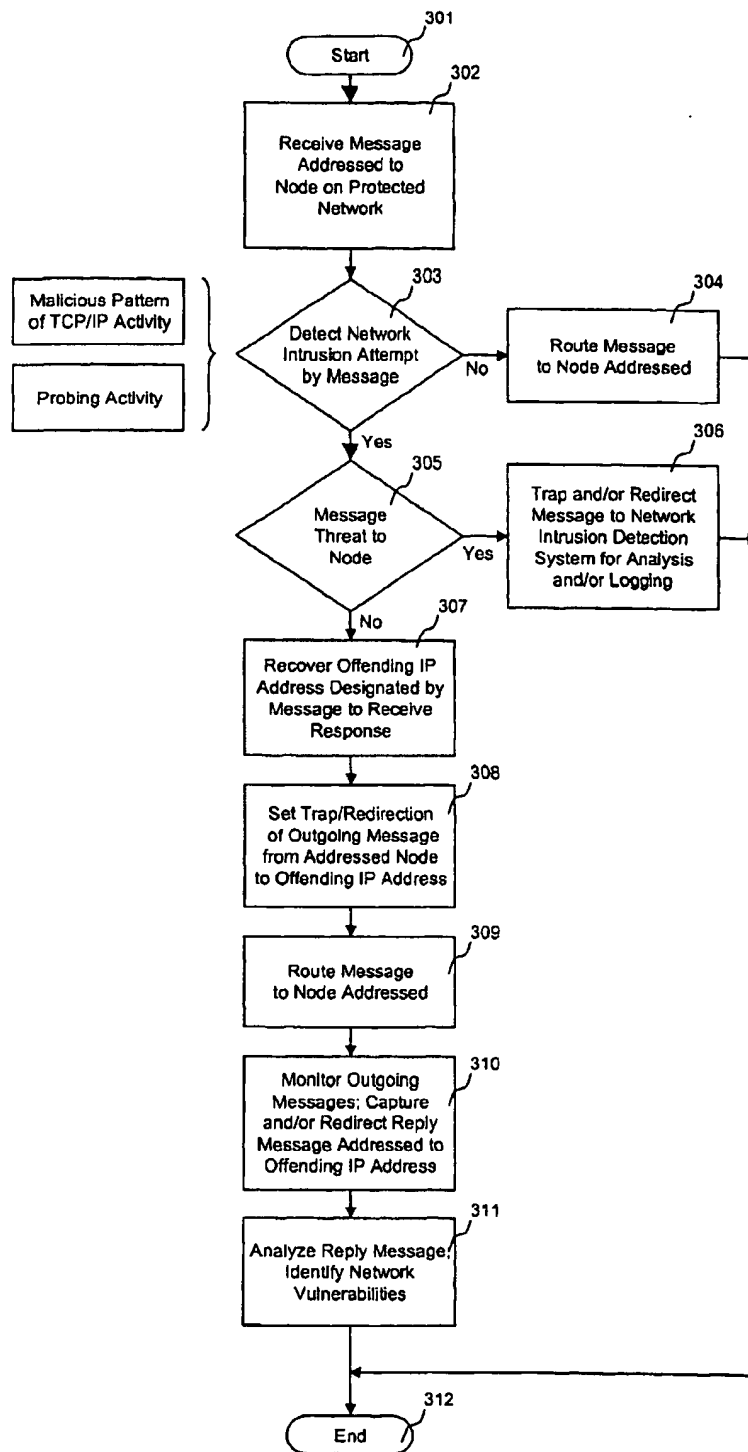 301
Start
302
Receive Message
Addressed to
Node on Protected
Network
303
Malicious Pattern
of TCP/IP Activity
Probing Activity
Detect Network
Intrusion Attempt
by Message
No
304
Route Message
to Node Addressed
Yes
305
Message
Threat to
Node
Yes
306
Trap and/or Redirect
Message to Network
Intrusion Detection
System for Analysis
and/or Logging
No
307
Recover Offending IP
Address Designated by
Message to Receive
Response
308
Set Trap/Redirection
of Outgoing Message
from Addressed Node
to Offending IP Address
309
Route Message
to Node Addressed
310
Monitor Outgoing
Messages; Capture
and/or Redirect Reply
Message Addressed to
Offending IP Address
311
Analyze Reply Message;
Identify Network
Vulnerabilities
312
End